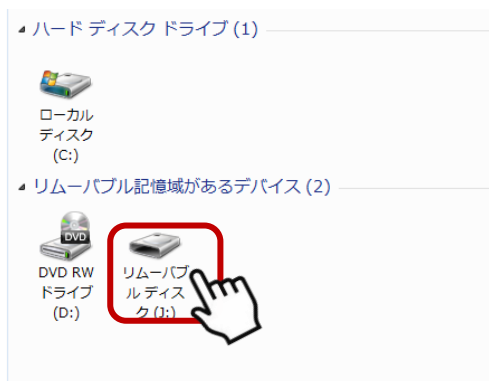 ハード ディスク ドライブ (1)
ローカル
ディスク
(C:)
リムーバブル記憶域があるデバイス (2)
DVD
DVD RW
ドライブ
(D:)
リムーバブ
ル ディス
ク (J:)